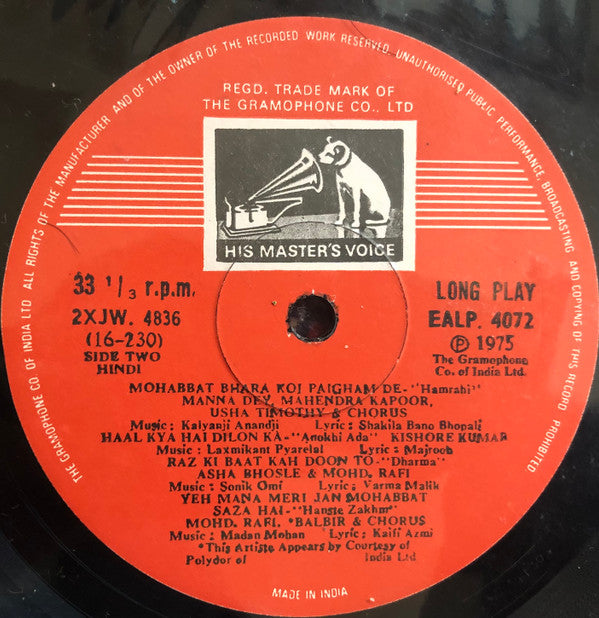 ALL RIGHTS OF THE MANUFACTURER AND OF THE OWNER OF THE RECORDED WORK RESERVED. UNAUTHORISED PUBLIC PERFORMANCE, BROADCASTING AND COPYING OF THIS RECORD PROHIBITED
THE GRAMOPHONE CO OF INDIA LTD
REGD. TRADE MARK OF
THE GRAMOPHONE CO., LTD
HIS MASTER'S VOICE
33 1/3 r.p.m.
2XJW. 4836
(16-230)
SIDE TWO
HINDI
LONG PLAY
EALP. 4072
Ⓟ 1975
The Gramophone
Co. of India Ltd.
MOHABBAT BHARA KOI PAIGHAM DE-"Hamrahi"
MANNA DEY, MAHENDRA KAPOOR,
USHA TIMOTHY & CHORUS
Music: Kalyanji Anandji Lyric: Shakila Bano Bhopali
HAAL KYA HAI DILON KA-"Anokhi Ada" KISHORE KUMAR
Music: Laxmikant Pyarelal Lyric: Majrooh
RAZ KI BAAT KAH DOON TO-"Dharma"
ASHA BHOSLE & MOHD. RAFI
Music: Sonik Omi Lyric: Varma Malik
YEH MANA MERI JAN MOHABBAT
SAZA HAI-"Hanste Zakhm"
MOHD. RAFI, *BALBIR & CHORUS
Music: Madan Mohan Lyric: Kaifi Azmi
*This Artiste Appears by Courtesy of
Polydor of India Ltd
MADE IN INDIA